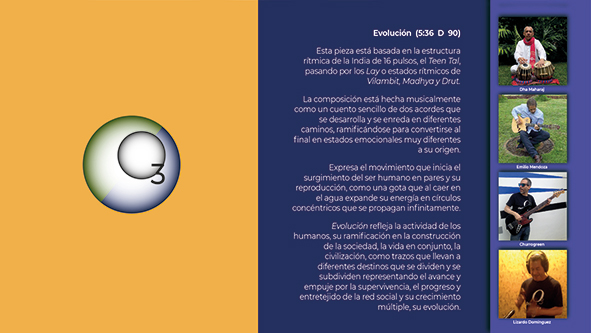 O3
Evolución (5:36 D 90)
Esta pieza está basada en la estructura
rítmica de la India de 16 pulsos, el Teen Tal,
pasando por los Lay o estados rítmicos de
Vilambit, Madhya y Drut.
La composición está hecha musicalmente
como un cuento sencillo de dos acordes que
se desarrolla y se enreda en diferentes
caminos, ramificándose para convertirse al
final en estados emocionales muy diferentes
a su origen.
Expresa el movimiento que inicia el
surgimiento del ser humano en pares y su
reproducción, como una gota que al caer en
el agua expande su energía en círculos
concéntricos que se propagan infinitamente.
Evolución refleja la actividad de los
humanos, su ramificación en la construcción
de la sociedad, la vida en conjunto, la
civilización, como trazos que llevan a
diferentes destinos que se dividen y se
subdividen representando el avance y
empuje por la supervivencia, el progreso y
entretejido de la red social y su crecimiento
múltiple, su evolución.
Dha Maharaj
Emilio Mendoza
Churrogreen
Lizardo Domínguez